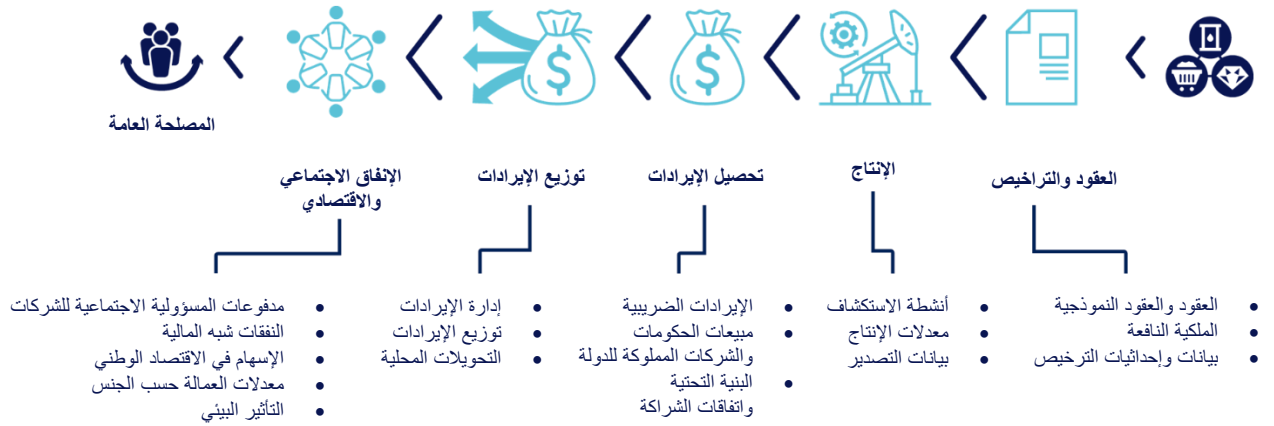 العقود والتراخيص
● العقود والعقود النموذجية
● الملكية النافعة
● بيانات وإحداثيات الترخيص
الإنتاج
● أنشطة الاستكشاف
● معدلات الإنتاج
● بيانات التصدير
تحصيل الإيرادات
● الإيرادات الضريبية
● مبيعات الحكومات
والشركات المملوكة للدولة
● البنية التحتية
واتفاقات الشراكة
توزيع الإيرادات
● إدارة الإيرادات
● توزيع الإيرادات
● التحويلات المحلية
الإنفاق الاجتماعي
والاقتصادي
● مدفوعات المسؤولية الاجتماعية للشركات
● النفقات شبه المالية
● الإسهام في الاقتصاد الوطني
● معدلات العمالة حسب الجنس
● التأثير البيئي
المصلحة العامة